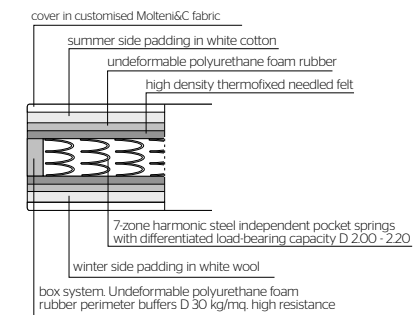 cover in customised Molteni&C fabric
summer side padding in white cotton
undeformable polyurethane foam rubber
high density thermofixed needled felt
7-zone harmonic steel independent pocket springs
with differentiated load-bearing capacity D 2.00 - 2.20
winter side padding in white wool
box system. Undeformable polyurethane foam
rubber perimeter buffers D 30 kg/mq. high resistance